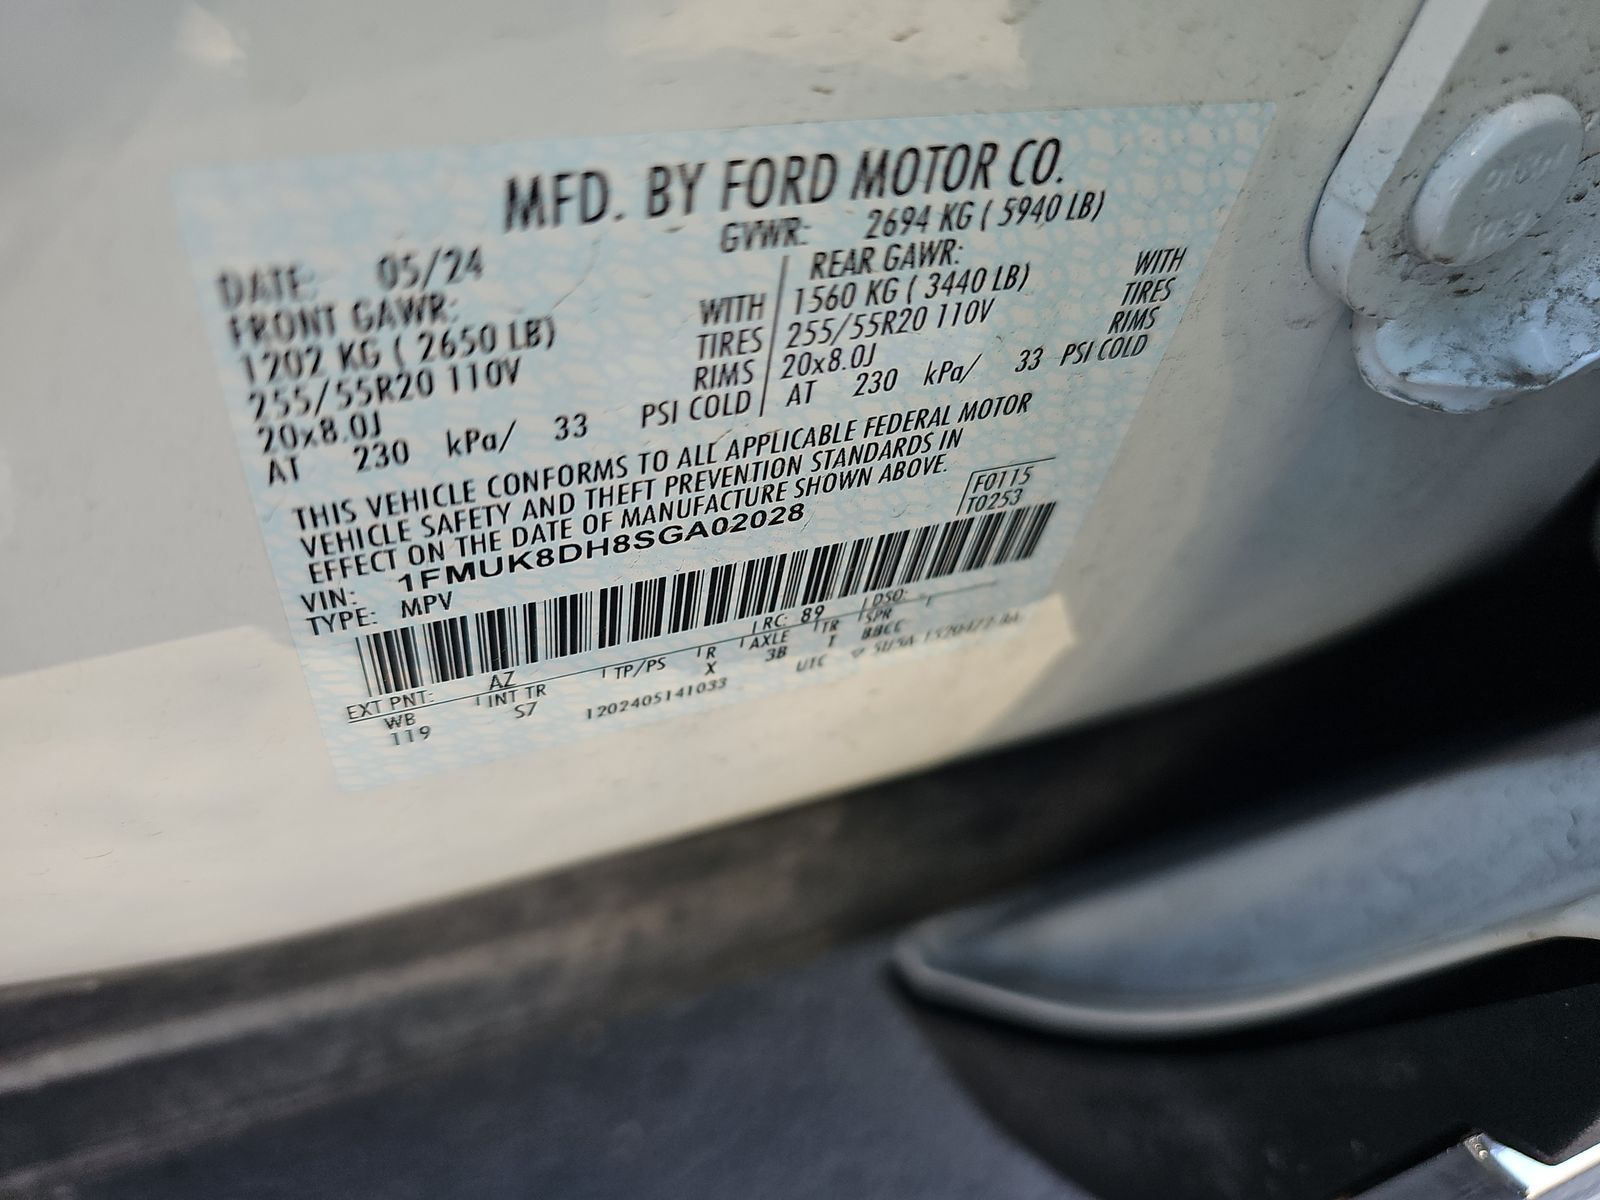 MFD. BY FORD MOTOR CO.
DATE: 05/24 GVWR: 2694 KG ( 5940 LB)
FRONT GAWR: REAR GAWR:
1202 KG ( 2650 LB) WITH 1560 KG ( 3440 LB) WITH
255/55R20 110V TIRES 255/55R20 110V TIRES
20x8.0J RIMS 20x8.0J RIMS
AT 230 kPa/ 33 PSI COLD AT 230 kPa/ 33 PSI COLD
THIS VEHICLE CONFORMS TO ALL APPLICABLE FEDERAL MOTOR
VEHICLE SAFETY AND THEFT PREVENTION STANDARDS IN
EFFECT ON THE DATE OF MANUFACTURE SHOWN ABOVE.
F0115
T0253
VIN: 1FMUK8DH8SGA02028
TYPE: MPV
EXT PNT: AZ RC: 89 DSO:
WB INT TR TP/PS R AXLE TR SPR
119 S7 X 3B T BBCC
1202405141033 UTC